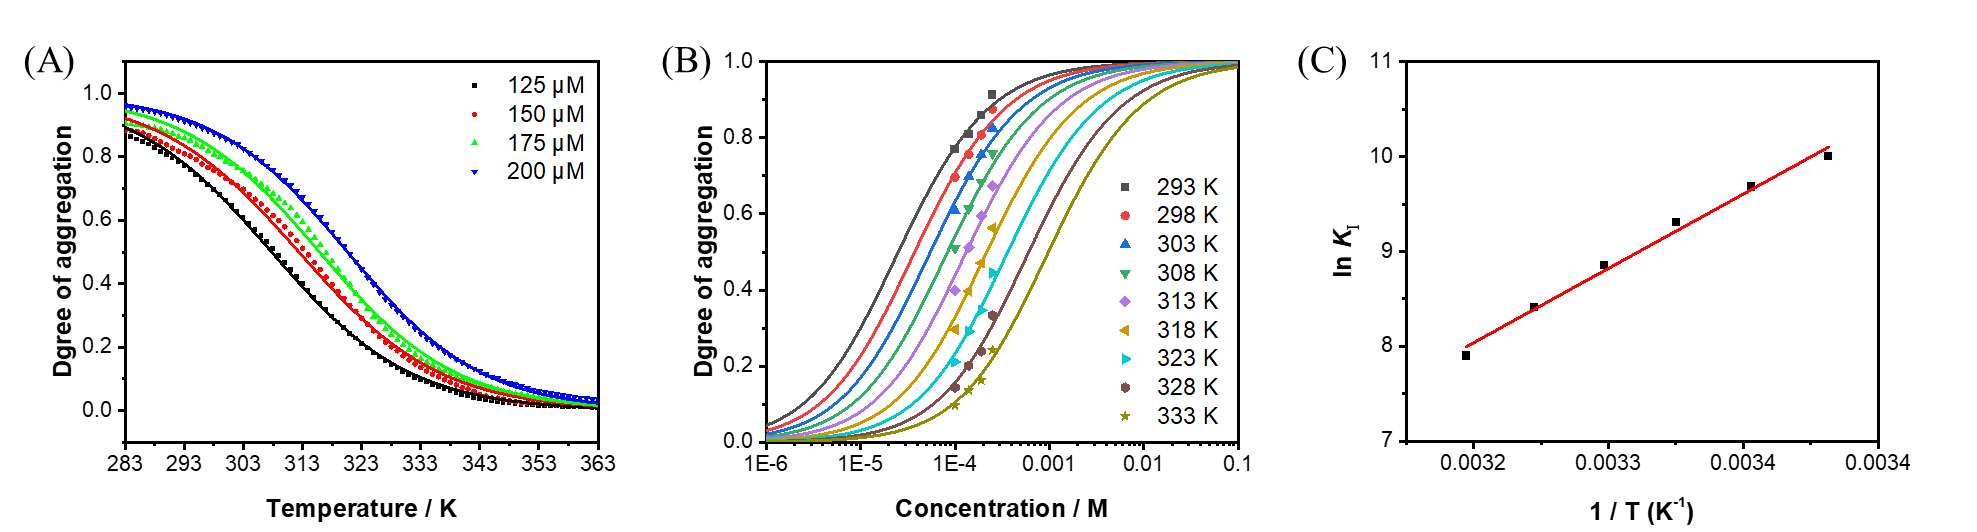 (A)
Dgree of aggregation
1.0
0.8
0.6
0.4
0.2
0.0
125 µM
150 µM
175 µM
200 µM
283 293 303 313 323 333 343 353 363
Temperature / K
(B)
Dgree of aggregation
1.0
0.8
0.6
0.4
0.2
0.0
293 K
298 K
303 K
308 K
313 K
318 K
323 K
328 K
333 K
1E-6 1E-5 1E-4 0.001 0.01 0.1
Concentration / M
(C)
ln K_I
11
10
9
8
7
0.0032 0.0033 0.0034 0.0034
1 / T (K⁻¹)